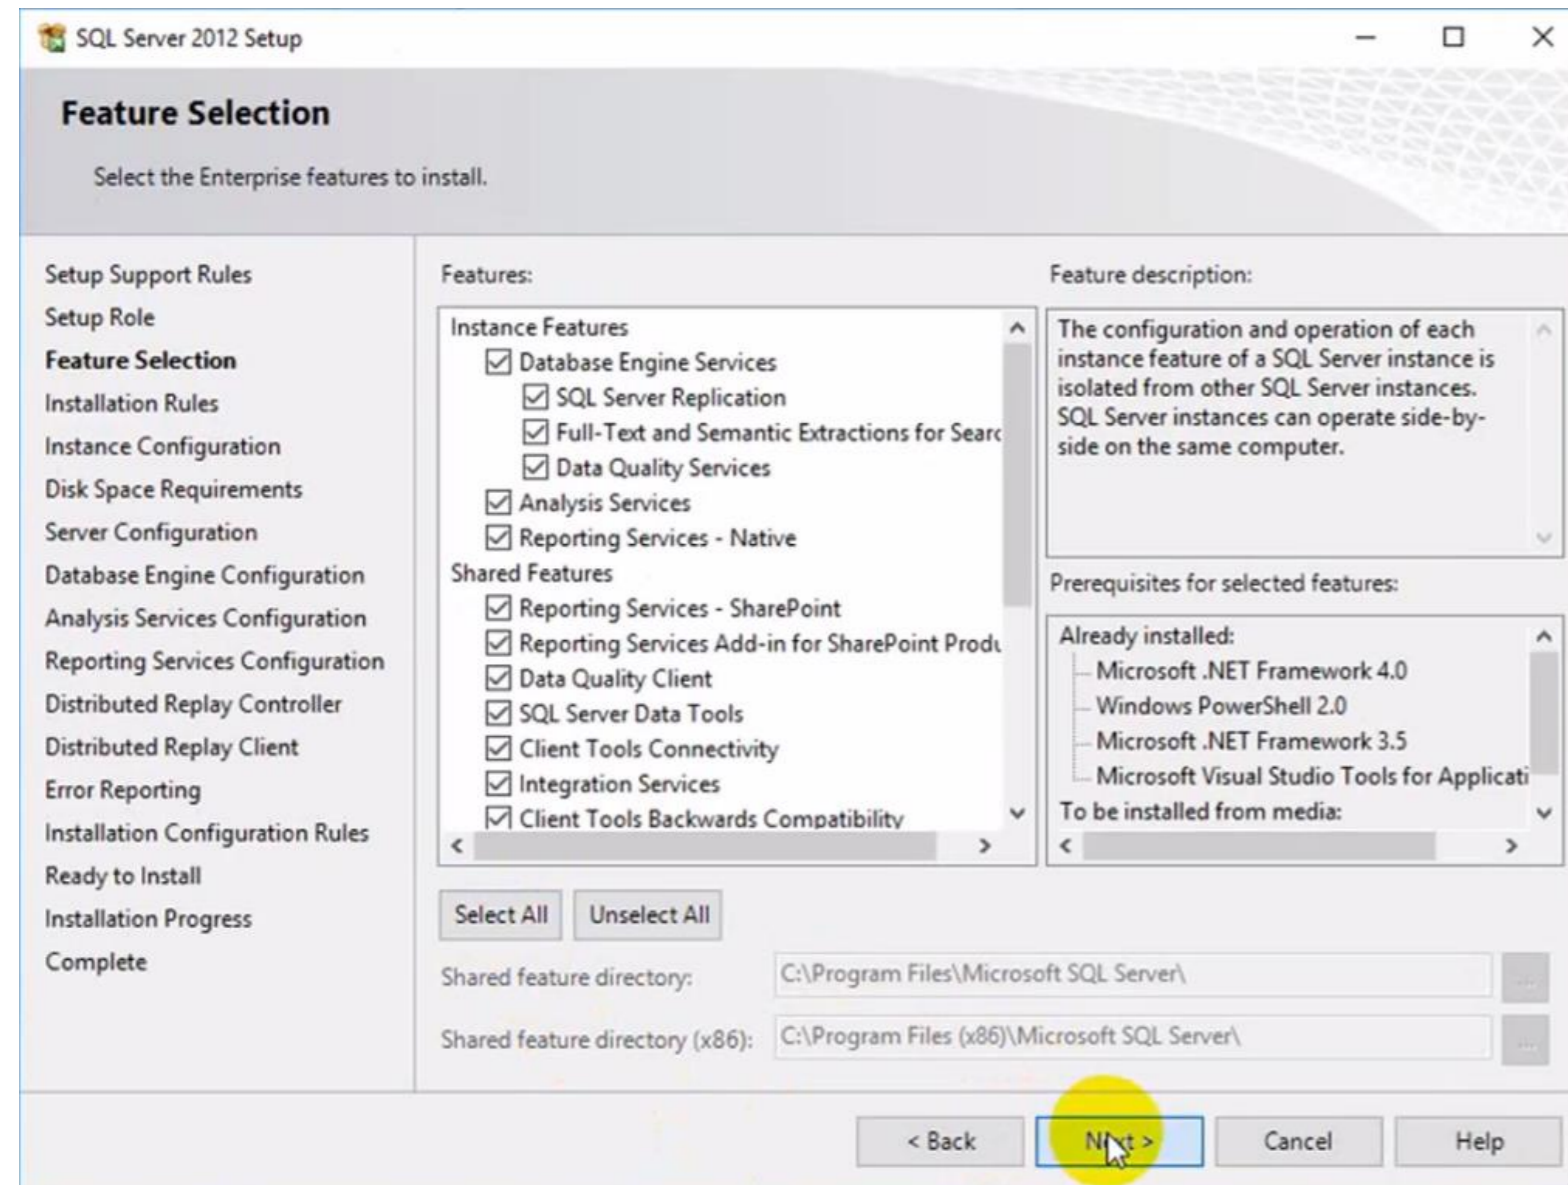 SQL Server 2012 Setup
Feature Selection
Select the Enterprise features to install.
Setup Support Rules
Setup Role
Feature Selection
Installation Rules
Instance Configuration
Disk Space Requirements
Server Configuration
Database Engine Configuration
Analysis Services Configuration
Reporting Services Configuration
Distributed Replay Controller
Distributed Replay Client
Error Reporting
Installation Configuration Rules
Ready to Install
Installation Progress
Complete
Features:
Instance Features
Database Engine Services
SQL Server Replication
Full-Text and Semantic Extractions for Searc
Data Quality Services
Analysis Services
Reporting Services - Native
Shared Features
Reporting Services - SharePoint
Reporting Services Add-in for SharePoint Produ
Data Quality Client
SQL Server Data Tools
Client Tools Connectivity
Integration Services
Client Tools Backwards Compatibility
Feature description:
The configuration and operation of each
instance feature of a SQL Server instance is
isolated from other SQL Server instances.
SQL Server instances can operate side-by-
side on the same computer.
Prerequisites for selected features:
Already installed:
Microsoft .NET Framework 4.0
Windows PowerShell 2.0
Microsoft .NET Framework 3.5
Microsoft Visual Studio Tools for Applicati
To be installed from media:
Select All
Unselect All
Shared feature directory:
C:\Program Files\Microsoft SQL Server\
...
Shared feature directory (x86):
C:\Program Files (x86)\Microsoft SQL Server\
...
< Back
Next >
Cancel
Help